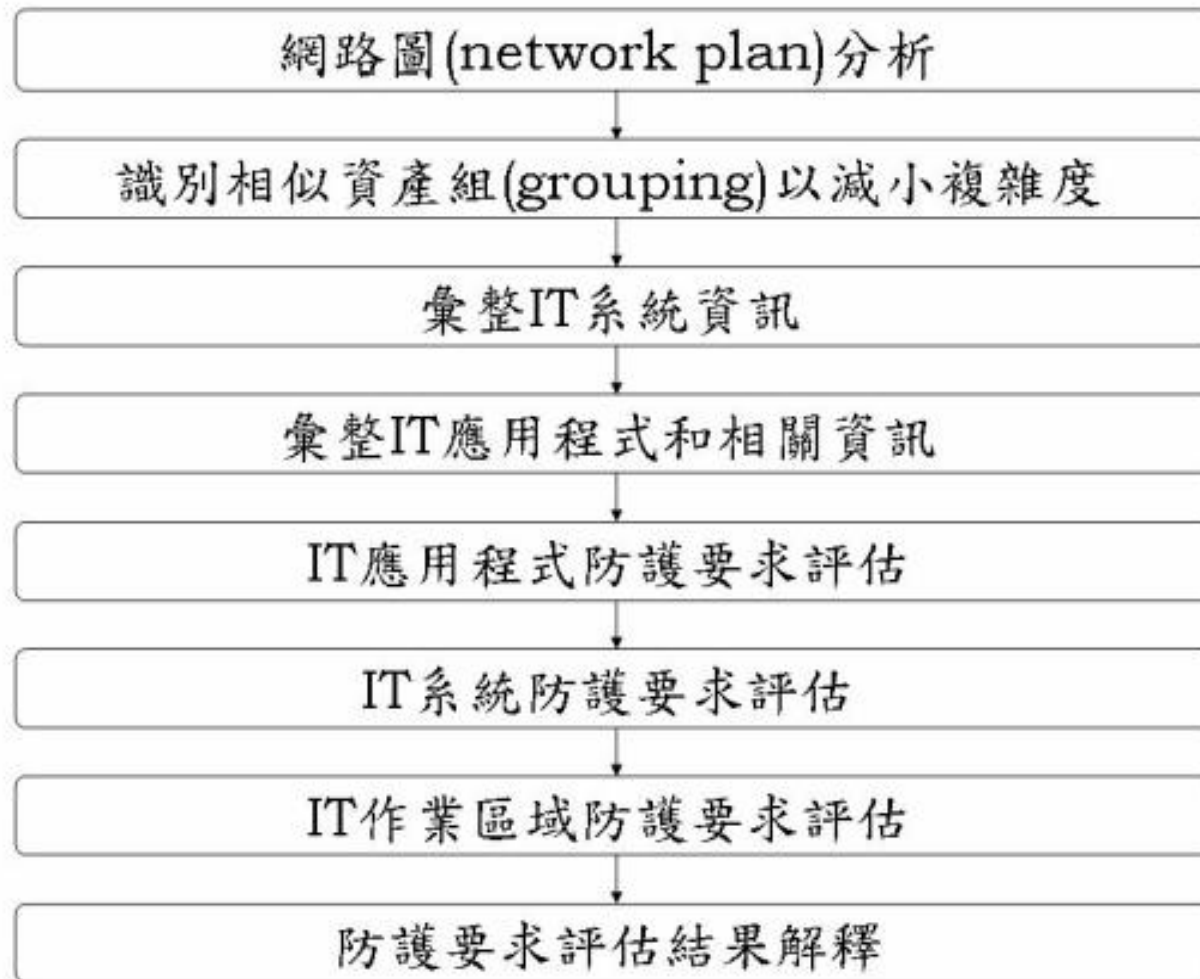 網路圖(network plan)分析
識別相似資產組(grouping)以減小複雜度
彙整IT系統資訊
彙整IT應用程式和相關資訊
IT應用程式防護要求評估
IT系統防護要求評估
IT作業區域防護要求評估
防護要求評估結果解釋